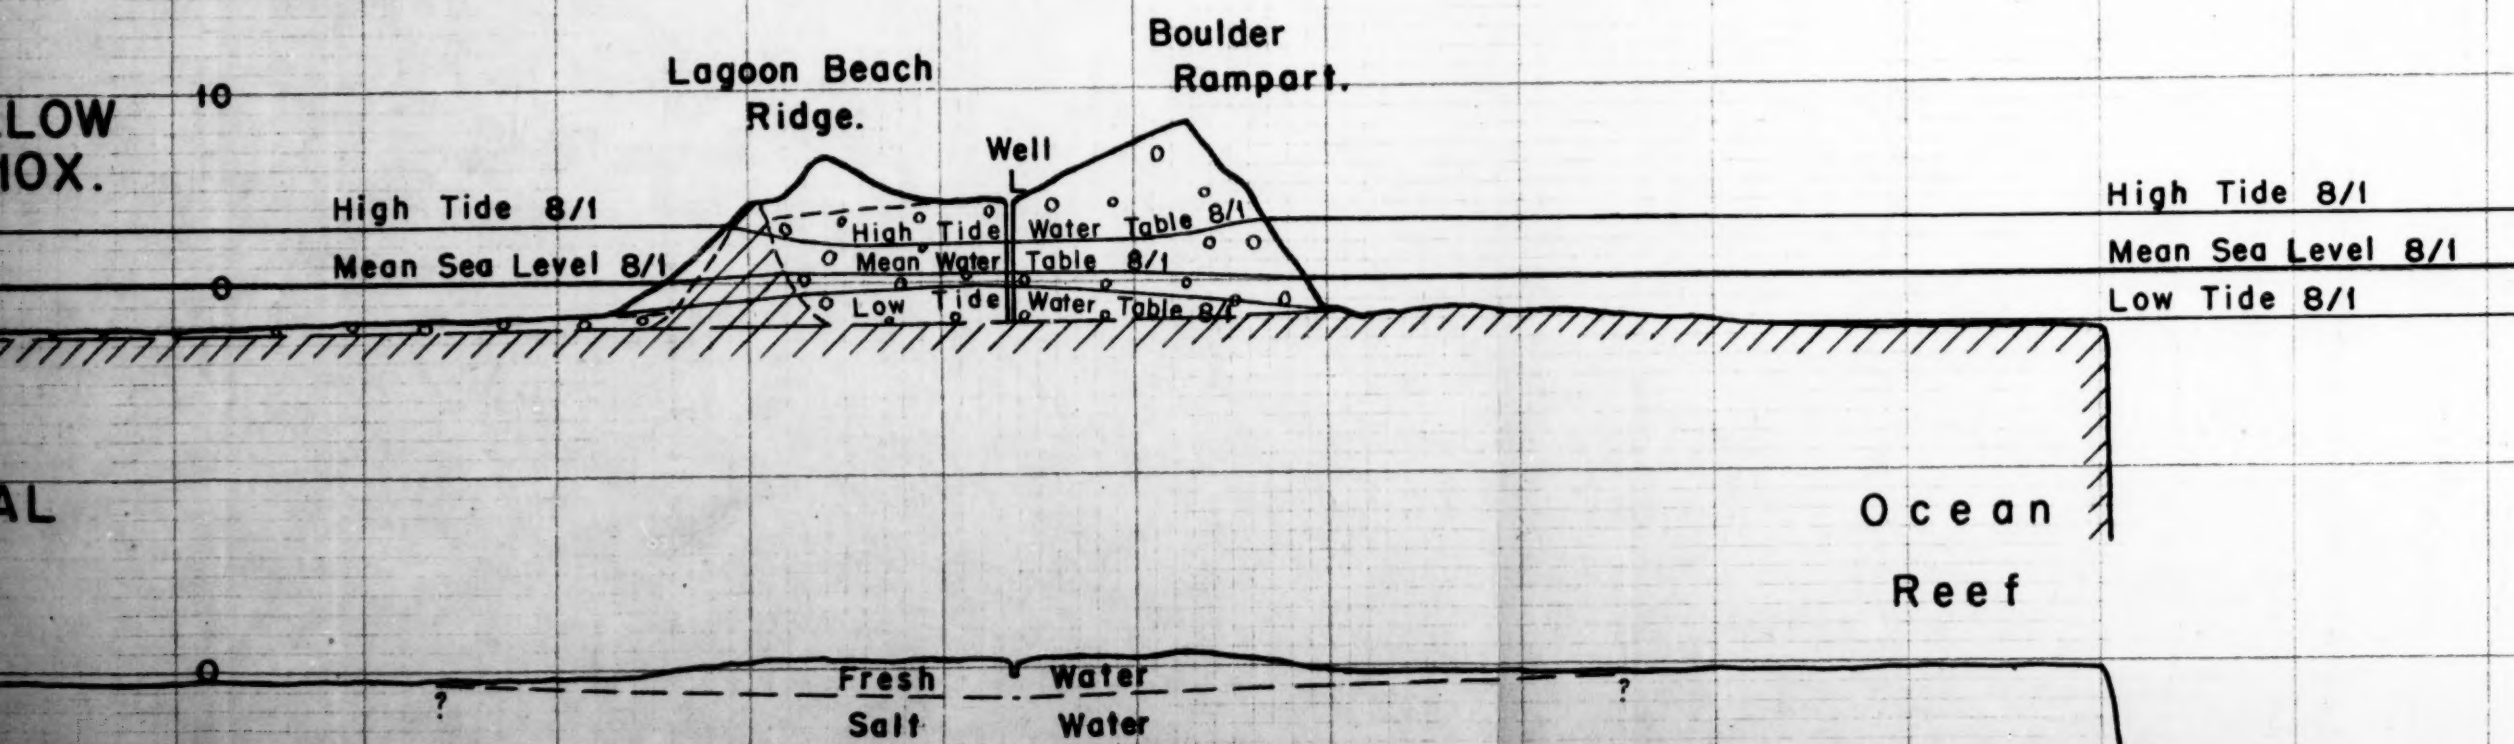 Boulder
Rampart.
Lagoon Beach
Ridge.
10
LOW
Well
High Tide 8/1
High Tide 8/1
High Tide Water Table 8/1
Mean Sea Level 8/1
Mean Sea Level 8/1
Mean Water Table 8/1
0
Low Tide 8/1
Low Tide Water Table 8/1
Ocean
Reef
0
Fresh Water
? ?
Salt Water